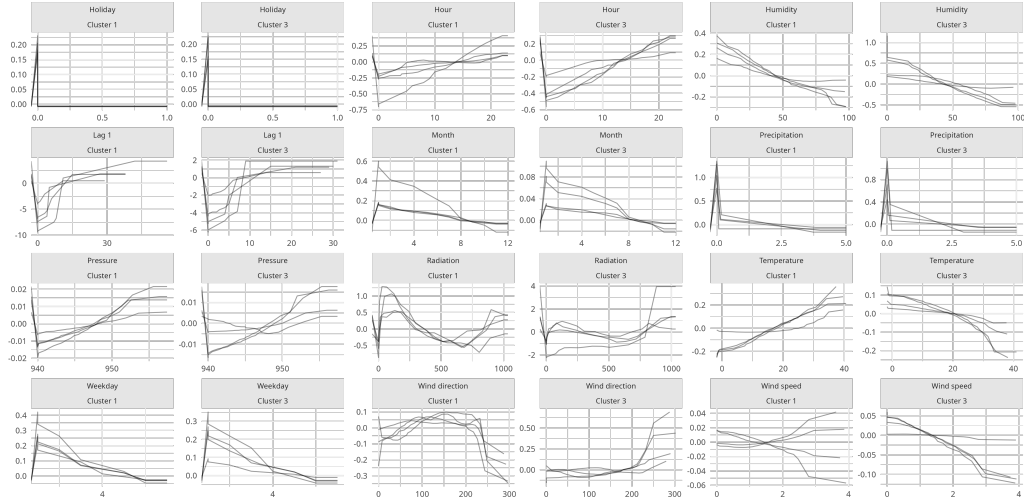 Holiday Holiday Hour Hour Humidity Humidity
Cluster 1 Cluster 3 Cluster 1 Cluster 3 Cluster 1 Cluster 3
0.20 0.15 0.10 0.05 0.00
0.20 0.15 0.10 0.05 0.00
0.25 0.00 -0.25 -0.50 -0.75
0.2 0.0 -0.2 -0.4 -0.6
0.4 0.2 0.0 -0.2
1.0 0.5 0.0 -0.5
0.0 0.5 1.0 0.0 0.5 1.0 0 10 20 0 10 20 0 50 100 0 50 100
Lag 1 Lag 1 Month Month Precipitation Precipitation
Cluster 1 Cluster 3 Cluster 1 Cluster 3 Cluster 1 Cluster 3
0 -5 -10
2 0 -2 -4 -6
0.6 0.4 0.2 0.0
0.08 0.04 0.00
1.0 0.5 0.0
0.8 0.4 0.0
0 30 0 10 20 30 4 8 12 4 8 12 0.0 2.5 5.0 0.0 2.5 5.0
Pressure Pressure Radiation Radiation Temperature Temperature
Cluster 1 Cluster 3 Cluster 1 Cluster 3 Cluster 1 Cluster 3
0.02 0.01 0.00 -0.01 -0.02
0.01 0.00 -0.01
1.0 0.5 0.0 -0.5
4 2 0 -2
0.2 0.0 -0.2
0.1 0.0 -0.1 -0.2
940 950 940 950 0 500 1000 0 500 1000 0 20 40 0 20 40
Weekday Weekday Wind direction Wind direction Wind speed Wind speed
Cluster 1 Cluster 3 Cluster 1 Cluster 3 Cluster 1 Cluster 3
0.4 0.3 0.2 0.1 0.0
0.3 0.2 0.1 0.0
0.1 0.0 -0.1 -0.2 -0.3
0.50 0.25 0.00
0.04 0.02 0.00 -0.02 -0.04 -0.06
0.05 0.00 -0.05 -0.10
4 4 0 100 200 300 0 100 200 300 0 2 4 0 2 4